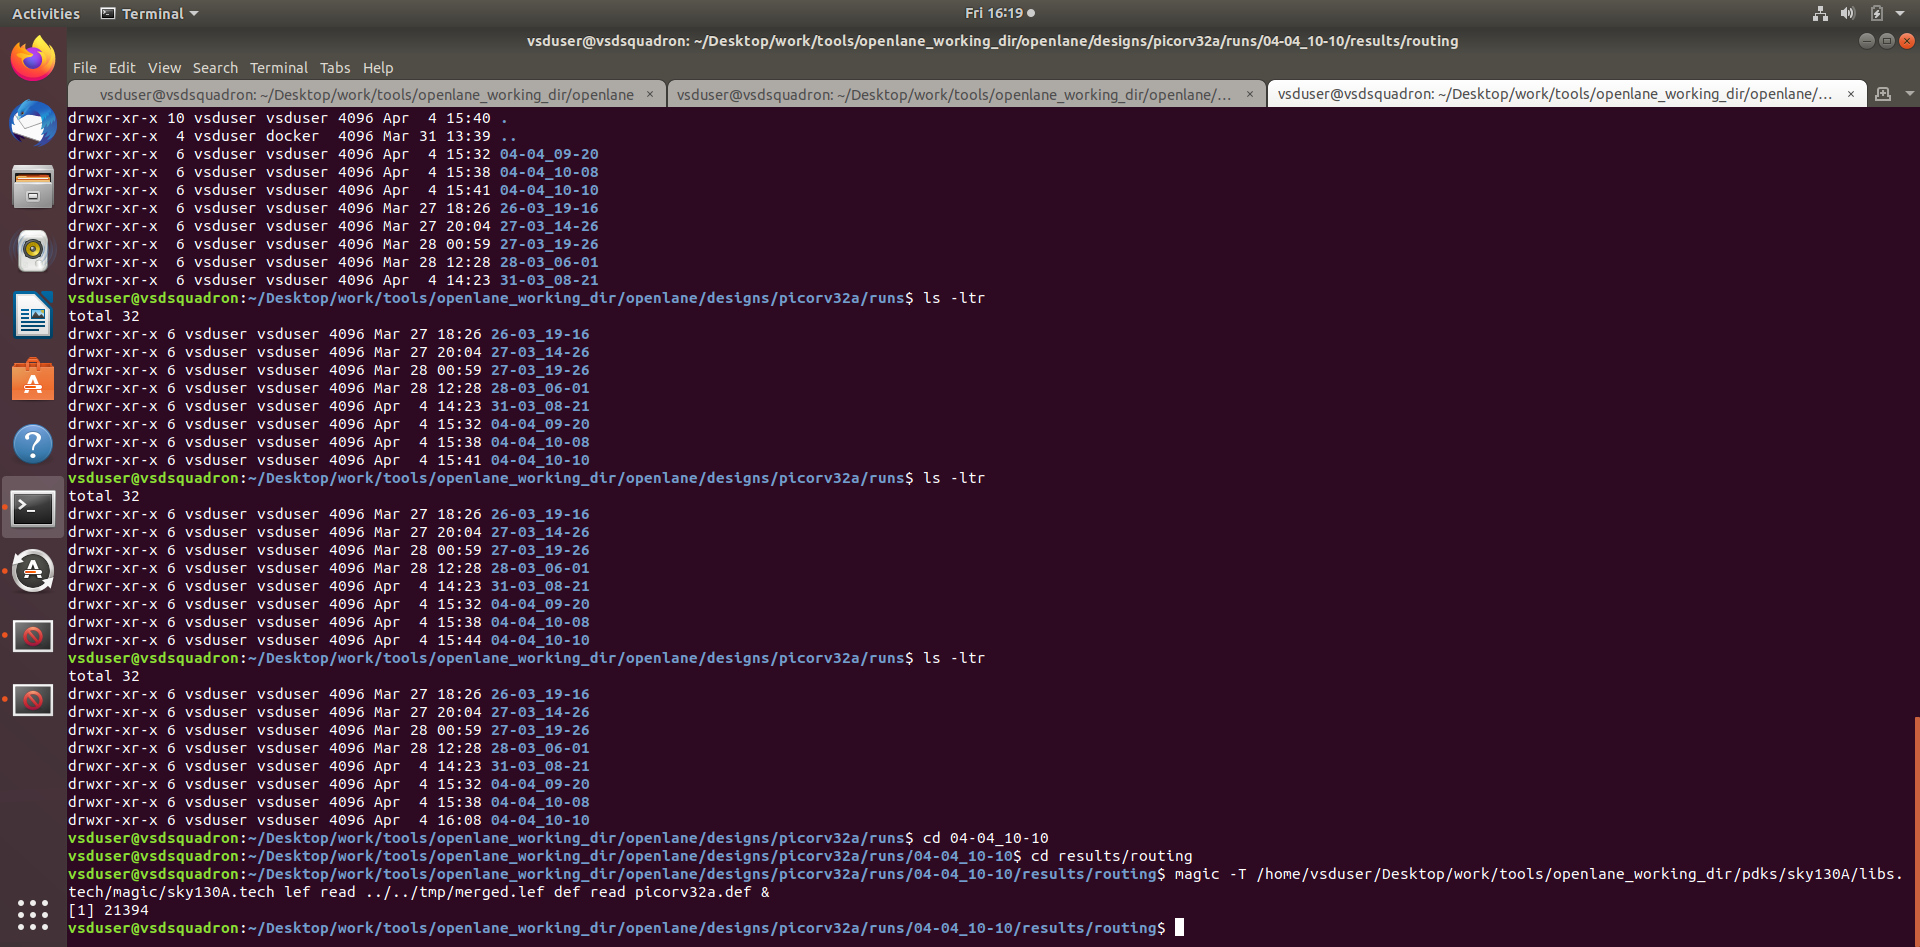 Activities Terminal Fri 16:19
vsduser@vsdsquadron: ~/Desktop/work/tools/openlane_working_dir/openlane/designs/picorv32a/runs/04-04_10-10/results/routing
File Edit View Search Terminal Tabs Help
vsduser@vsdsquadron: ~/Desktop/work/tools/openlane_working_dir/openlane × vsduser@vsdsquadron: ~/Desktop/work/tools/openlane_working_dir/openlane/... × vsduser@vsdsquadron: ~/Desktop/work/tools/openlane_working_dir/openlane/... ×
drwxr-xr-x 10 vsduser vsduser 4096 Apr  4 15:40 .
drwxr-xr-x  4 vsduser docker  4096 Mar 31 13:39 ..
drwxr-xr-x  6 vsduser vsduser 4096 Apr  4 15:32 04-04_09-20
drwxr-xr-x  6 vsduser vsduser 4096 Apr  4 15:38 04-04_10-08
drwxr-xr-x  6 vsduser vsduser 4096 Apr  4 15:41 04-04_10-10
drwxr-xr-x  6 vsduser vsduser 4096 Mar 27 18:26 26-03_19-16
drwxr-xr-x  6 vsduser vsduser 4096 Mar 27 20:04 27-03_14-26
drwxr-xr-x  6 vsduser vsduser 4096 Mar 28 00:59 27-03_19-26
drwxr-xr-x  6 vsduser vsduser 4096 Mar 28 12:28 28-03_06-01
drwxr-xr-x  6 vsduser vsduser 4096 Apr  4 14:23 31-03_08-21
vsduser@vsdsquadron:~/Desktop/work/tools/openlane_working_dir/openlane/designs/picorv32a/runs$ ls -ltr
total 32
drwxr-xr-x 6 vsduser vsduser 4096 Mar 27 18:26 26-03_19-16
drwxr-xr-x 6 vsduser vsduser 4096 Mar 27 20:04 27-03_14-26
drwxr-xr-x 6 vsduser vsduser 4096 Mar 28 00:59 27-03_19-26
drwxr-xr-x 6 vsduser vsduser 4096 Mar 28 12:28 28-03_06-01
drwxr-xr-x 6 vsduser vsduser 4096 Apr  4 14:23 31-03_08-21
drwxr-xr-x 6 vsduser vsduser 4096 Apr  4 15:32 04-04_09-20
drwxr-xr-x 6 vsduser vsduser 4096 Apr  4 15:38 04-04_10-08
drwxr-xr-x 6 vsduser vsduser 4096 Apr  4 15:41 04-04_10-10
vsduser@vsdsquadron:~/Desktop/work/tools/openlane_working_dir/openlane/designs/picorv32a/runs$ ls -ltr
total 32
drwxr-xr-x 6 vsduser vsduser 4096 Mar 27 18:26 26-03_19-16
drwxr-xr-x 6 vsduser vsduser 4096 Mar 27 20:04 27-03_14-26
drwxr-xr-x 6 vsduser vsduser 4096 Mar 28 00:59 27-03_19-26
drwxr-xr-x 6 vsduser vsduser 4096 Mar 28 12:28 28-03_06-01
drwxr-xr-x 6 vsduser vsduser 4096 Apr  4 14:23 31-03_08-21
drwxr-xr-x 6 vsduser vsduser 4096 Apr  4 15:32 04-04_09-20
drwxr-xr-x 6 vsduser vsduser 4096 Apr  4 15:38 04-04_10-08
drwxr-xr-x 6 vsduser vsduser 4096 Apr  4 15:44 04-04_10-10
vsduser@vsdsquadron:~/Desktop/work/tools/openlane_working_dir/openlane/designs/picorv32a/runs$ ls -ltr
total 32
drwxr-xr-x 6 vsduser vsduser 4096 Mar 27 18:26 26-03_19-16
drwxr-xr-x 6 vsduser vsduser 4096 Mar 27 20:04 27-03_14-26
drwxr-xr-x 6 vsduser vsduser 4096 Mar 28 00:59 27-03_19-26
drwxr-xr-x 6 vsduser vsduser 4096 Mar 28 12:28 28-03_06-01
drwxr-xr-x 6 vsduser vsduser 4096 Apr  4 14:23 31-03_08-21
drwxr-xr-x 6 vsduser vsduser 4096 Apr  4 15:32 04-04_09-20
drwxr-xr-x 6 vsduser vsduser 4096 Apr  4 15:38 04-04_10-08
drwxr-xr-x 6 vsduser vsduser 4096 Apr  4 16:08 04-04_10-10
vsduser@vsdsquadron:~/Desktop/work/tools/openlane_working_dir/openlane/designs/picorv32a/runs$ cd 04-04_10-10
vsduser@vsdsquadron:~/Desktop/work/tools/openlane_working_dir/openlane/designs/picorv32a/runs/04-04_10-10$ cd results/routing
vsduser@vsdsquadron:~/Desktop/work/tools/openlane_working_dir/openlane/designs/picorv32a/runs/04-04_10-10/results/routing$ magic -T /home/vsduser/Desktop/work/tools/openlane_working_dir/pdks/sky130A/libs.
tech/magic/sky130A.tech lef read ../../tmp/merged.lef def read picorv32a.def &
[1] 21394
vsduser@vsdsquadron:~/Desktop/work/tools/openlane_working_dir/openlane/designs/picorv32a/runs/04-04_10-10/results/routing$